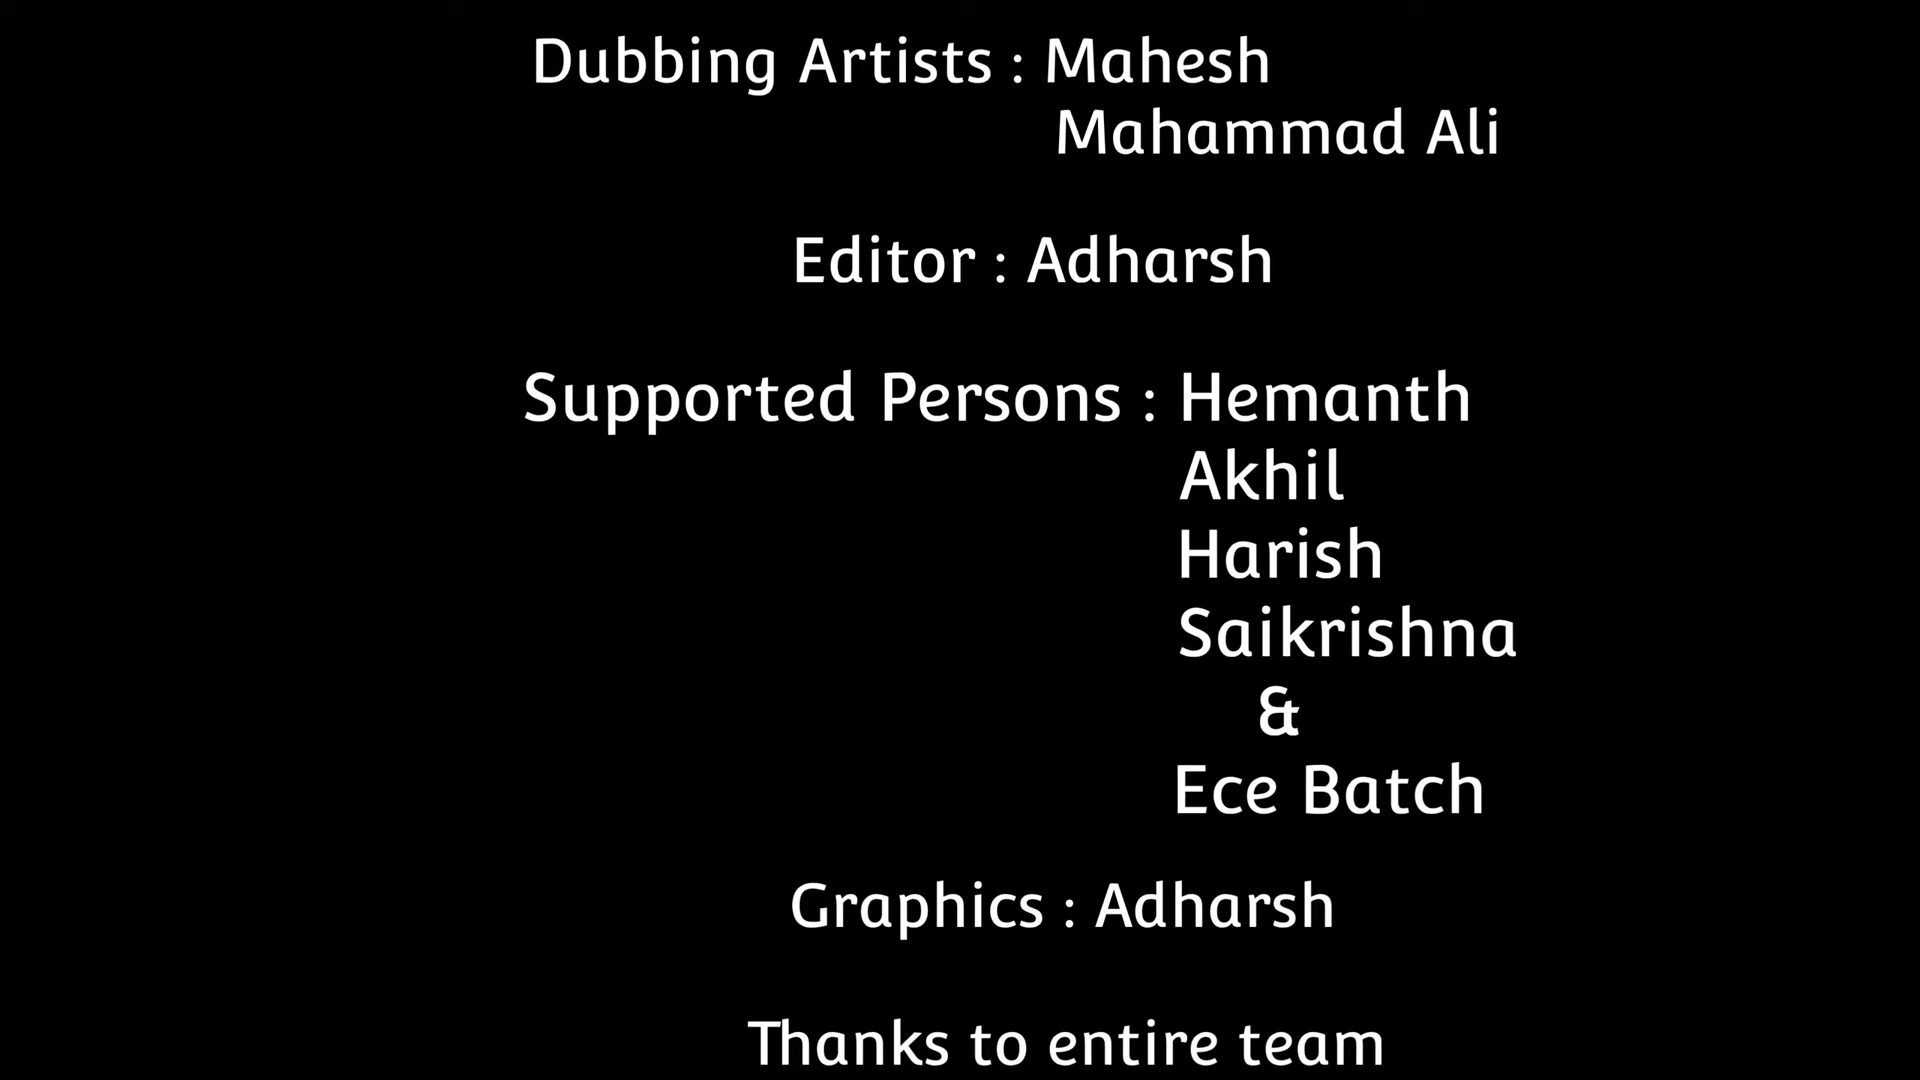 Dubbing Artists : Mahesh
Mahammad Ali
Editor : Adharsh
Supported Persons : Hemanth
Akhil
Harish
Saikrishna
&
Ece Batch
Graphics : Adharsh
Thanks to entire team